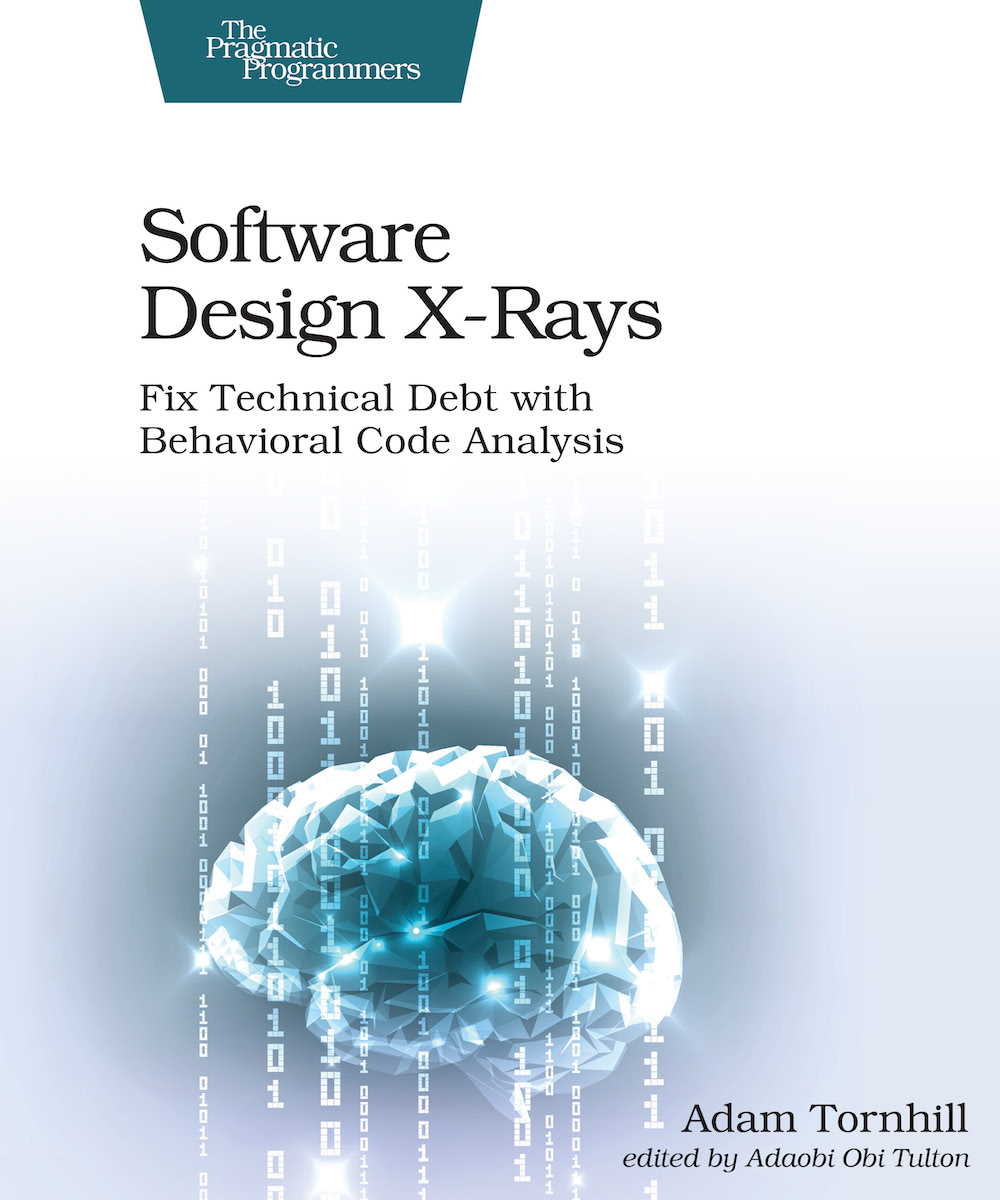 The
Pragmatic
Programmers
Software
Design X-Rays
Fix Technical Debt with
Behavioral Code Analysis
Adam Tornhill
edited by Adaobi Obi Tulton